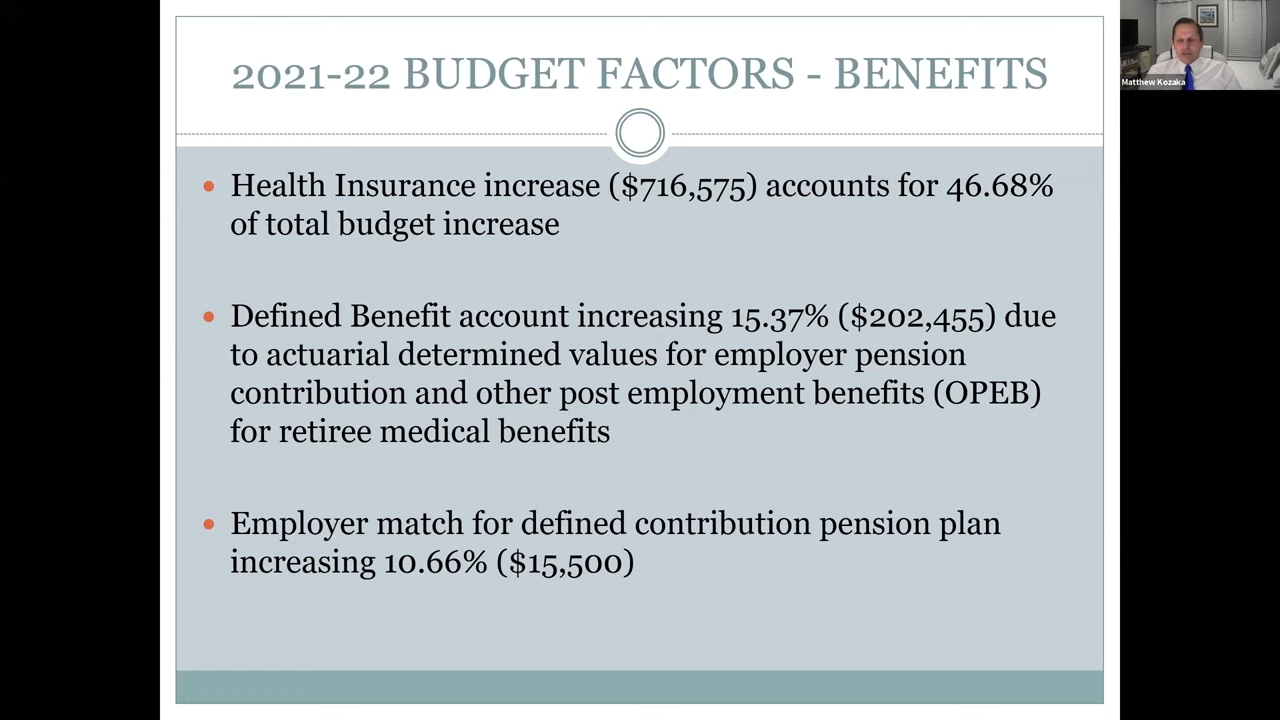 2021-22 BUDGET FACTORS - BENEFITS
Matthew Kozaka
• Health Insurance increase ($716,575) accounts for 46.68%
of total budget increase
• Defined Benefit account increasing 15.37% ($202,455) due
to actuarial determined values for employer pension
contribution and other post employment benefits (OPEB)
for retiree medical benefits
• Employer match for defined contribution pension plan
increasing 10.66% ($15,500)